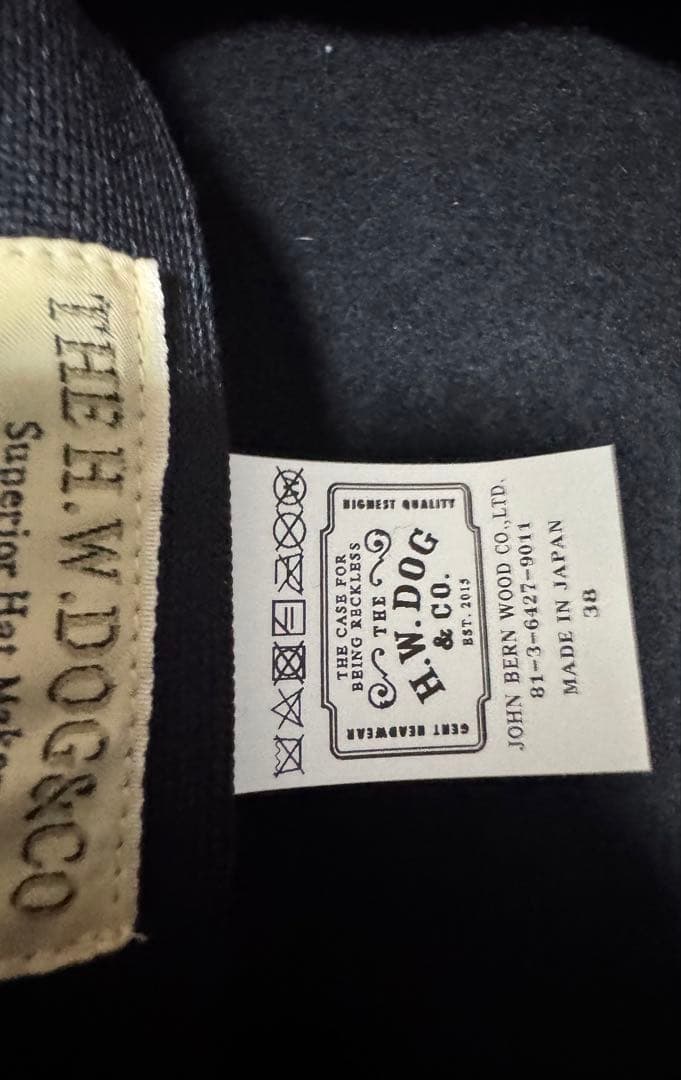 THE H.W.DOG&CO
Superior Hat Maker
HIGHEST QUALITY
THE CASE FOR
BEING RECKLESS
THE
H.W.DOG
& CO.
EST. 2015
GENT HEADWEAR
JOHN BERN WOOD CO.,LTD.
81-3-6427-9011
MADE IN JAPAN
38